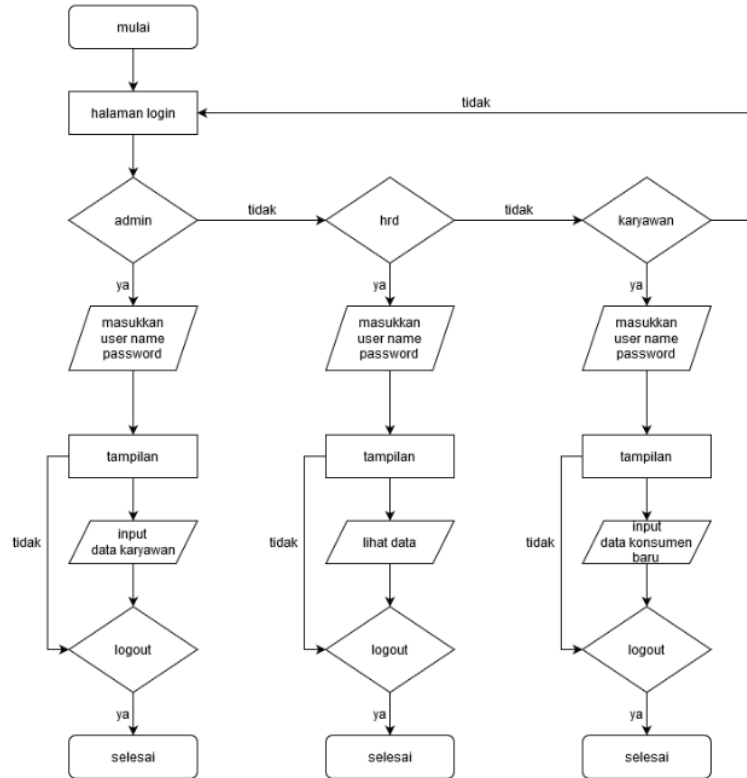 mulai
halaman login
tidak
admin
tidak
hrd
tidak
karyawan
ya
ya
ya
masukkan
user name
password
masukkan
user name
password
masukkan
user name
password
tampilan
tampilan
tampilan
tidak
input
data karyawan
tidak
lihat data
tidak
input
data konsumen
baru
logout
logout
logout
ya
ya
ya
selesai
selesai
selesai